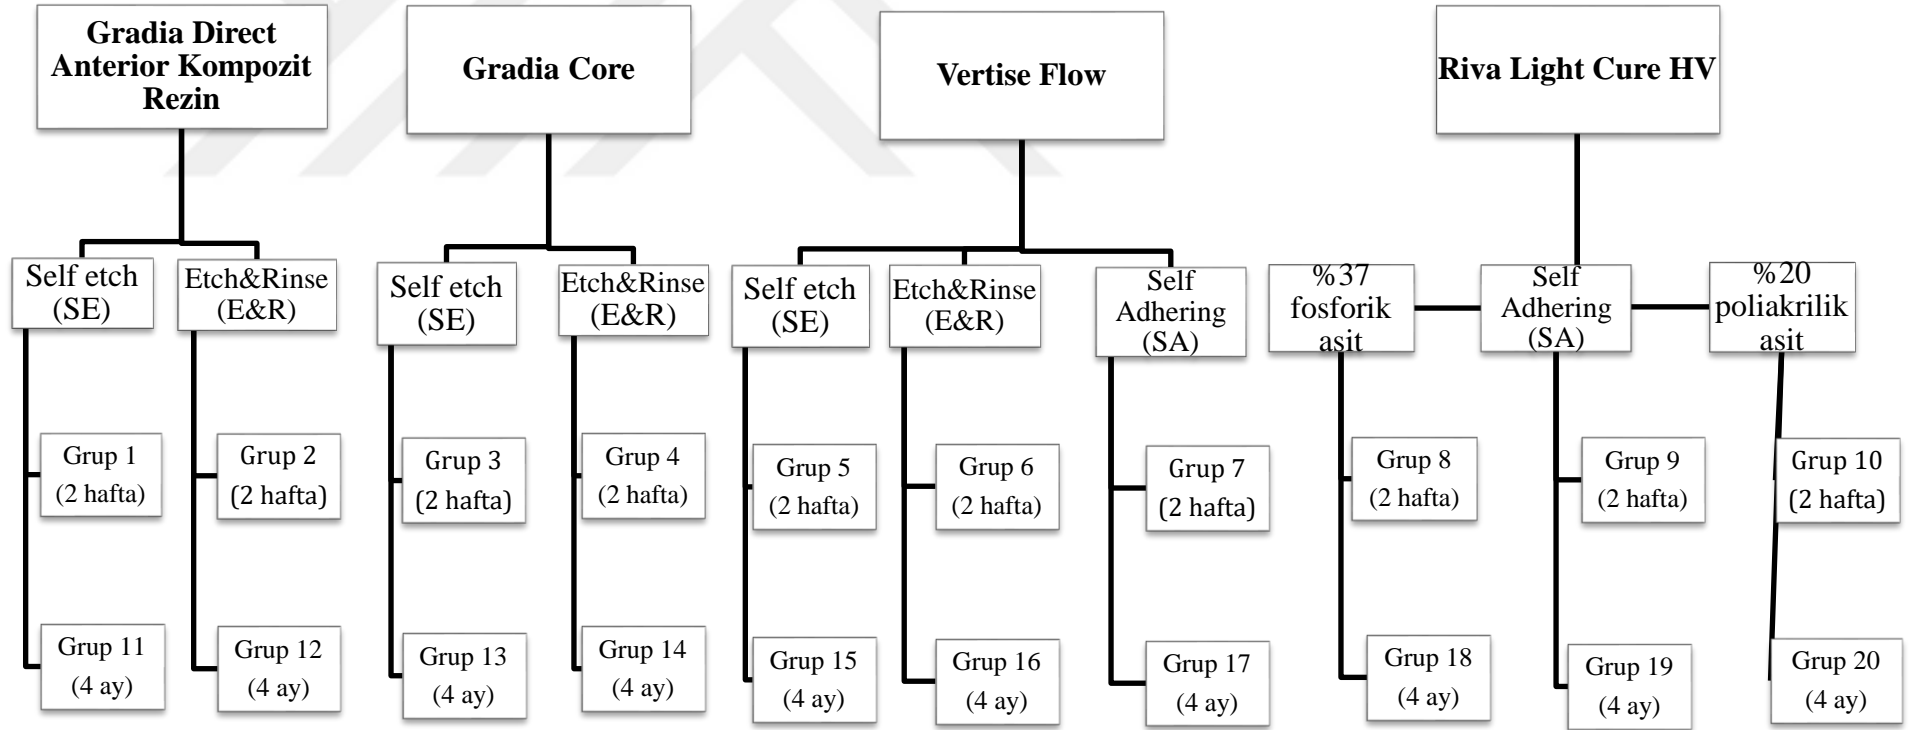 Gradia Direct
Anterior Kompozit
Rezin
Gradia Core
Vertise Flow
Riva Light Cure HV
Self etch
(SE)
Etch&Rinse
(E&R)
Self etch
(SE)
Etch&Rinse
(E&R)
Self etch
(SE)
Etch&Rinse
(E&R)
Self
Adhering
(SA)
%37
fosforik
asit
Self
Adhering
(SA)
%20
poliakrilik
asit
Grup 1
(2 hafta)
Grup 2
(2 hafta)
Grup 3
(2 hafta)
Grup 4
(2 hafta)
Grup 5
(2 hafta)
Grup 6
(2 hafta)
Grup 7
(2 hafta)
Grup 8
(2 hafta)
Grup 9
(2 hafta)
Grup 10
(2 hafta)
Grup 11
(4 ay)
Grup 12
(4 ay)
Grup 13
(4 ay)
Grup 14
(4 ay)
Grup 15
(4 ay)
Grup 16
(4 ay)
Grup 17
(4 ay)
Grup 18
(4 ay)
Grup 19
(4 ay)
Grup 20
(4 ay)